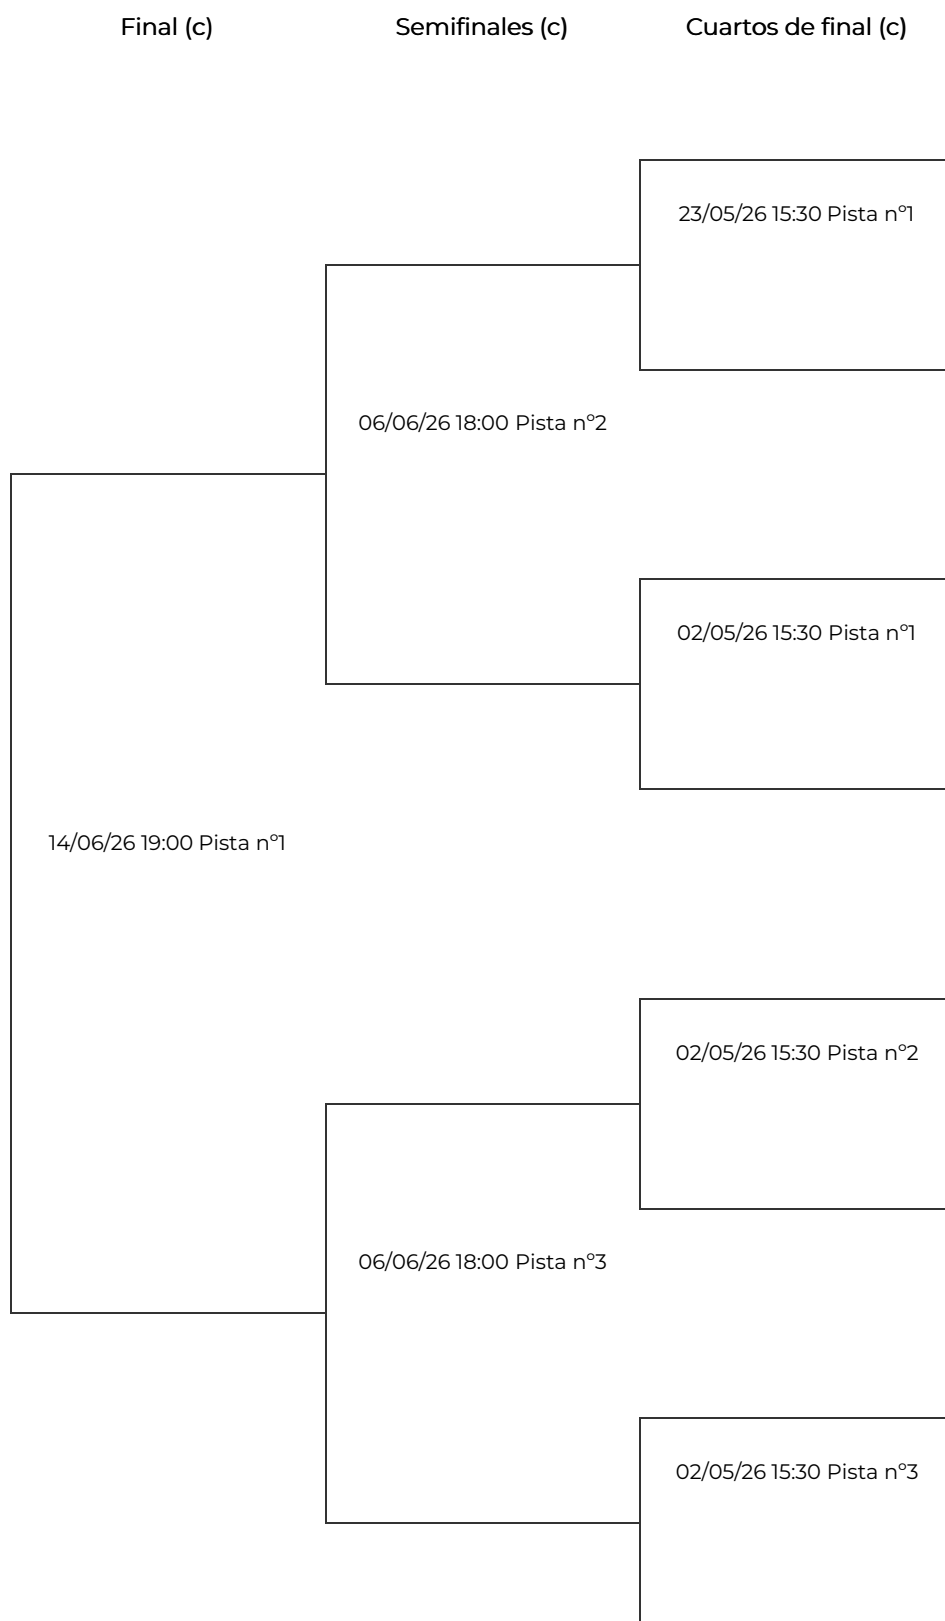 Final (c)
Semifinales (c)
Cuartos de final (c)
23/05/26 15:30 Pista nº1
06/06/26 18:00 Pista nº2
02/05/26 15:30 Pista nº1
14/06/26 19:00 Pista nº1
02/05/26 15:30 Pista nº2
06/06/26 18:00 Pista nº3
02/05/26 15:30 Pista nº3